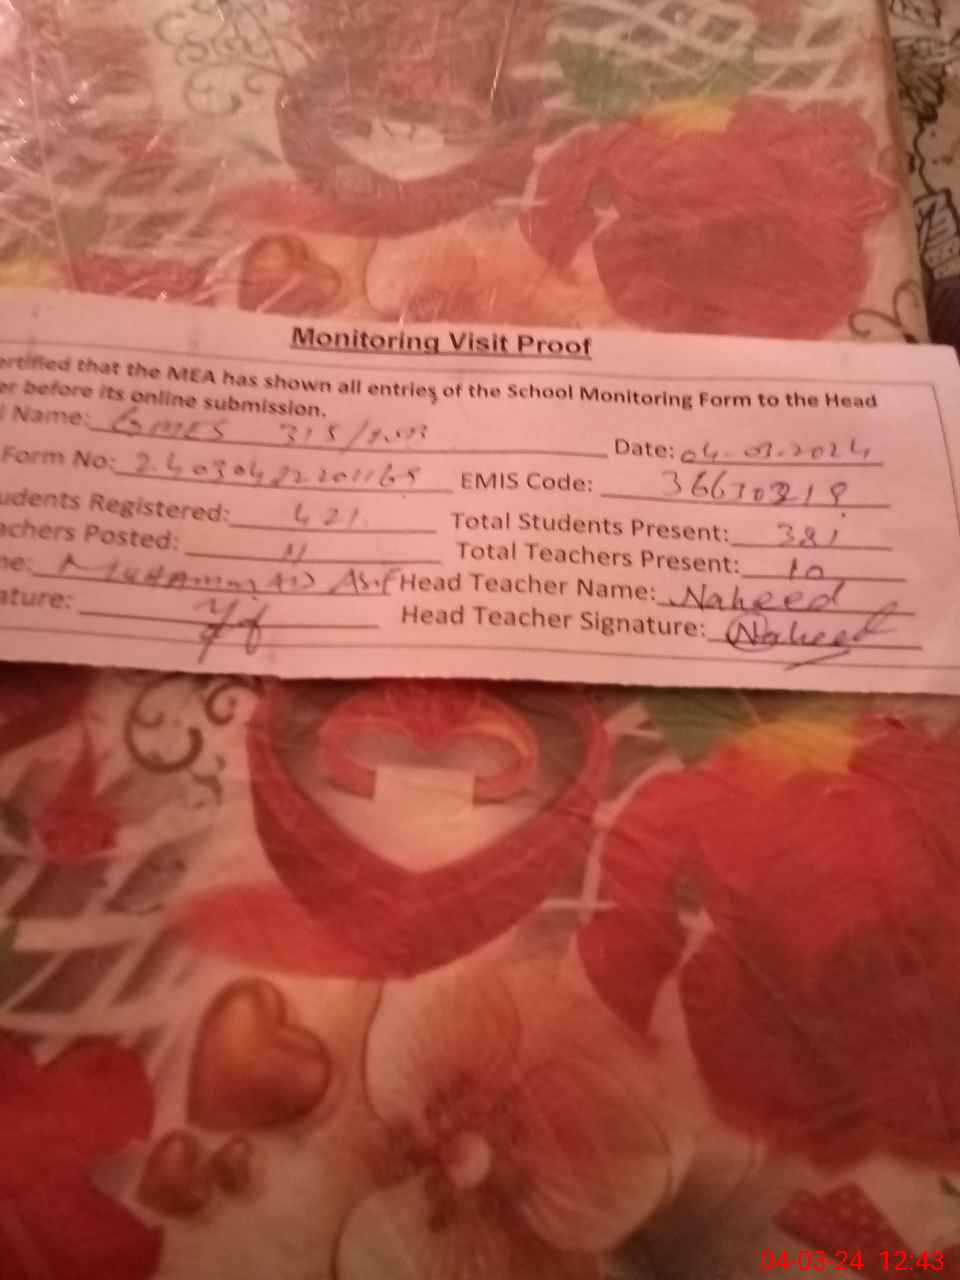 Monitoring Visit Proof
ertified that the MEA has shown all entries of the School Monitoring Form to the Head
er before its online submission.
l Name: Date: 04-03-2024
Form No: EMIS Code:
udents Registered: 421 Total Students Present: 381
achers Posted: 11 Total Teachers Present: 10
me: Asif Head Teacher Name: Naheed
ature: Head Teacher Signature: Naheed
04-03-24 12:43